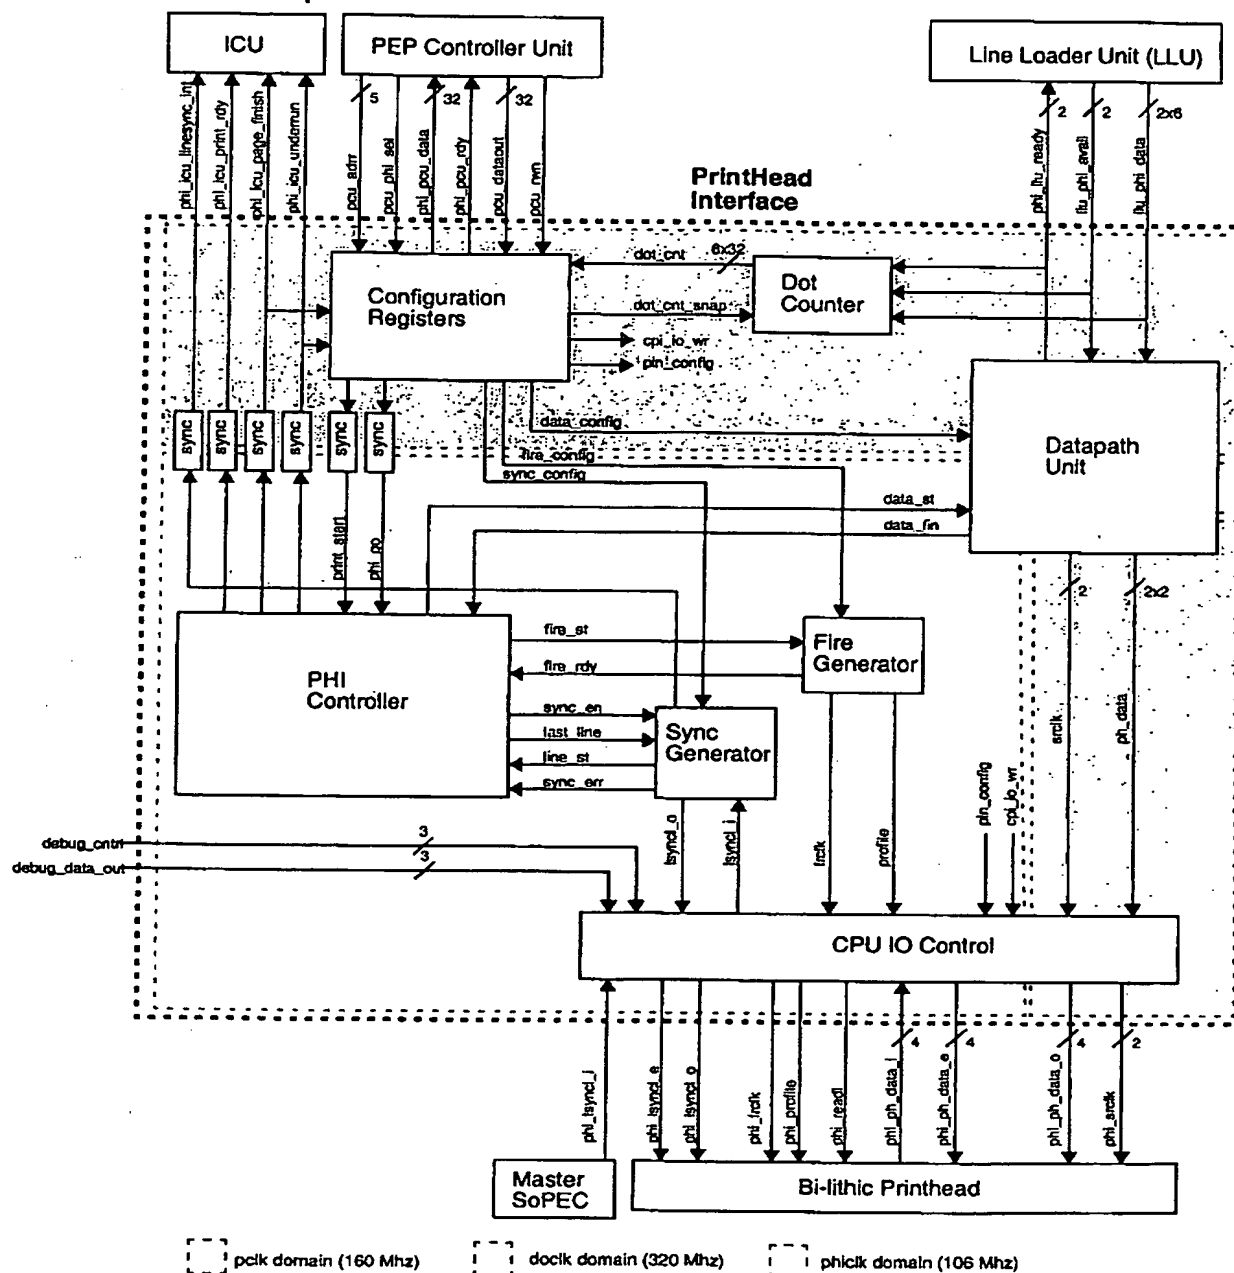 ICU
PEP Controller Unit
Line Loader Unit (LLU)
phi_icu_linesync_int
phi_icu_print_rdy
phi_icu_page_finish
phi_icu_underrun
5
32
32
pcu_adrr
pcu_phi_sel
phi_pcu_data
phi_pcu_rdy
pcu_dataout
pcu_rwn
2
2
2x6
phi_llu_ready
llu_phi_avail
llu_phi_data
PrintHead
Interface
Configuration
Registers
dot_cnt
6x32
dot_cnt_snap
cpi_io_wr
pin_config
Dot
Counter
sync
sync
sync
sync
sync
sync
data_config
fire_config
sync_config
Datapath
Unit
data_st
data_fin
print_start
phi_go
2
2x2
srclk
ph_data
PHI
Controller
fire_st
fire_rdy
Fire
Generator
sync_en
last_line
line_st
sync_err
Sync
Generator
lsyncl_o
lsyncl_i
frclk
profile
pin_config
cpi_io_wr
debug_cntrl
3
debug_data_out
3
CPU IO Control
phi_lsyncl_i
phi_lsyncl_e
phi_lsyncl_o
phi_frclk
phi_profile
phi_readl
phi_ph_data_i
4
phi_ph_data_e
4
phi_ph_data_o
4
phi_srclk
2
Master
SoPEC
Bi-lithic Printhead
pclk domain (160 Mhz)
doclk domain (320 Mhz)
phiclk domain (106 Mhz)